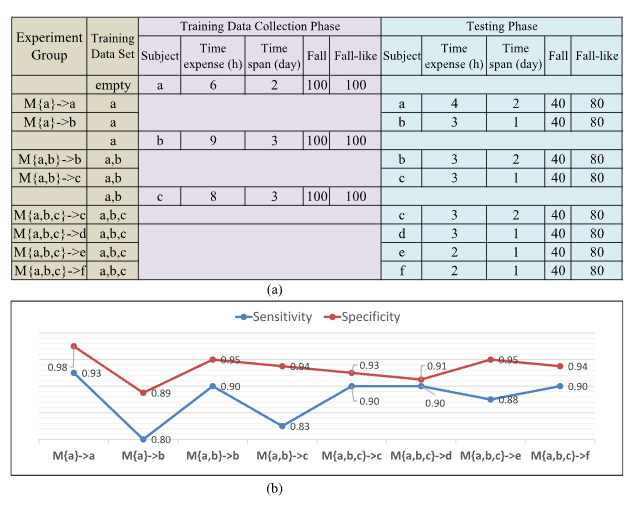 Experiment Group Training Data Set Training Data Collection Phase Testing Phase
Subject Time expense (h) Time span (day) Fall Fall-like Subject Time expense (h) Time span (day) Fall Fall-like
empty a 6 2 100 100
M{a}->a a a 4 2 40 80
M{a}->b a b 3 1 40 80
a b 9 3 100 100
M{a,b}->b a,b b 3 2 40 80
M{a,b}->c a,b c 3 1 40 80
a,b c 8 3 100 100
M{a,b,c}->c a,b,c c 3 2 40 80
M{a,b,c}->d a,b,c d 3 1 40 80
M{a,b,c}->e a,b,c e 2 1 40 80
M{a,b,c}->f a,b,c f 2 1 40 80
(a)
Sensitivity Specificity
0.98 0.89 0.95 0.94 0.93 0.91 0.95 0.94
0.93 0.80 0.90 0.83 0.90 0.90 0.88 0.90
M{a}->a M{a}->b M{a,b}->b M{a,b}->c M{a,b,c}->c M{a,b,c}->d M{a,b,c}->e M{a,b,c}->f
(b)